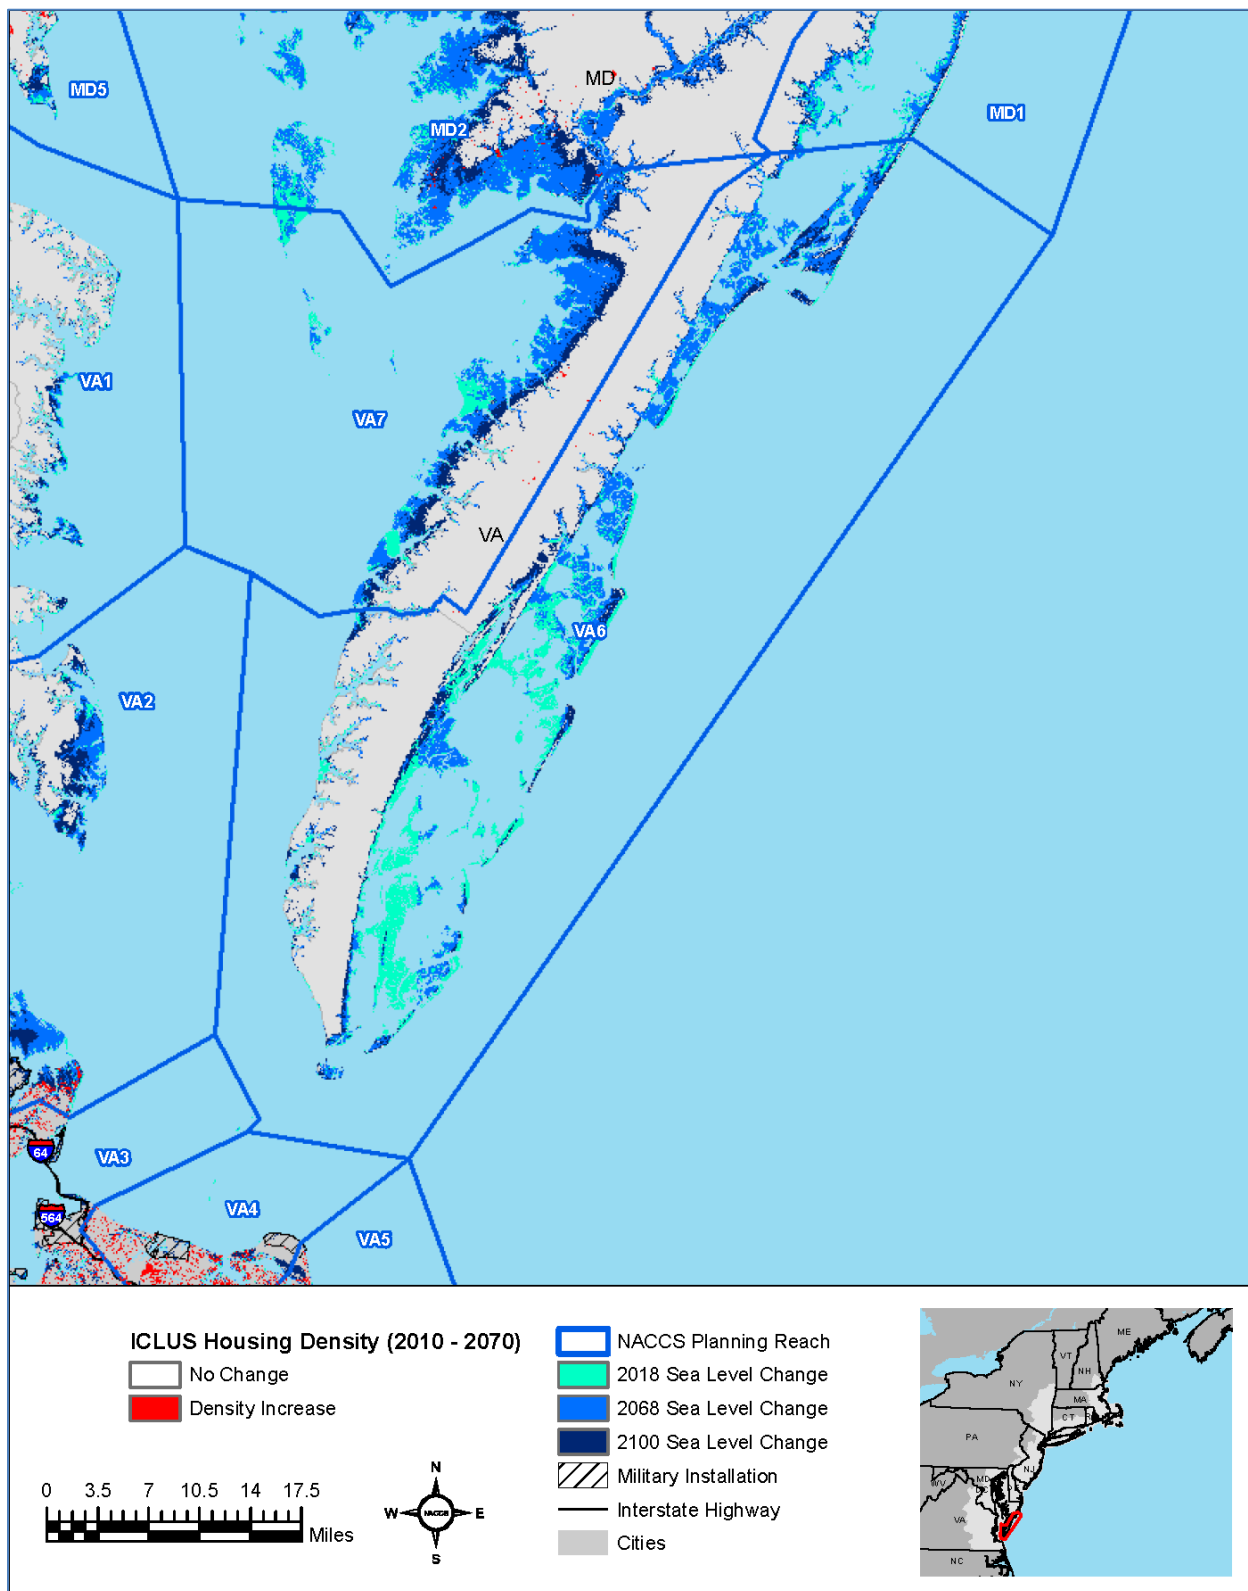 MD
MD5
MD2
MD1
VA1
VA7
VA
VA6
VA2
64
VA3
564
VA4
VA5
ICLUS Housing Density (2010 - 2070)
No Change
Density Increase
NACCS Planning Reach
2018 Sea Level Change
2068 Sea Level Change
2100 Sea Level Change
Military Installation
Interstate Highway
Cities
0 3.5 7 10.5 14 17.5
Miles
N
W NACCS E
S
ME
VT
NH
NY
MA
CT
PA
NJ
WV
MD
VA
NC